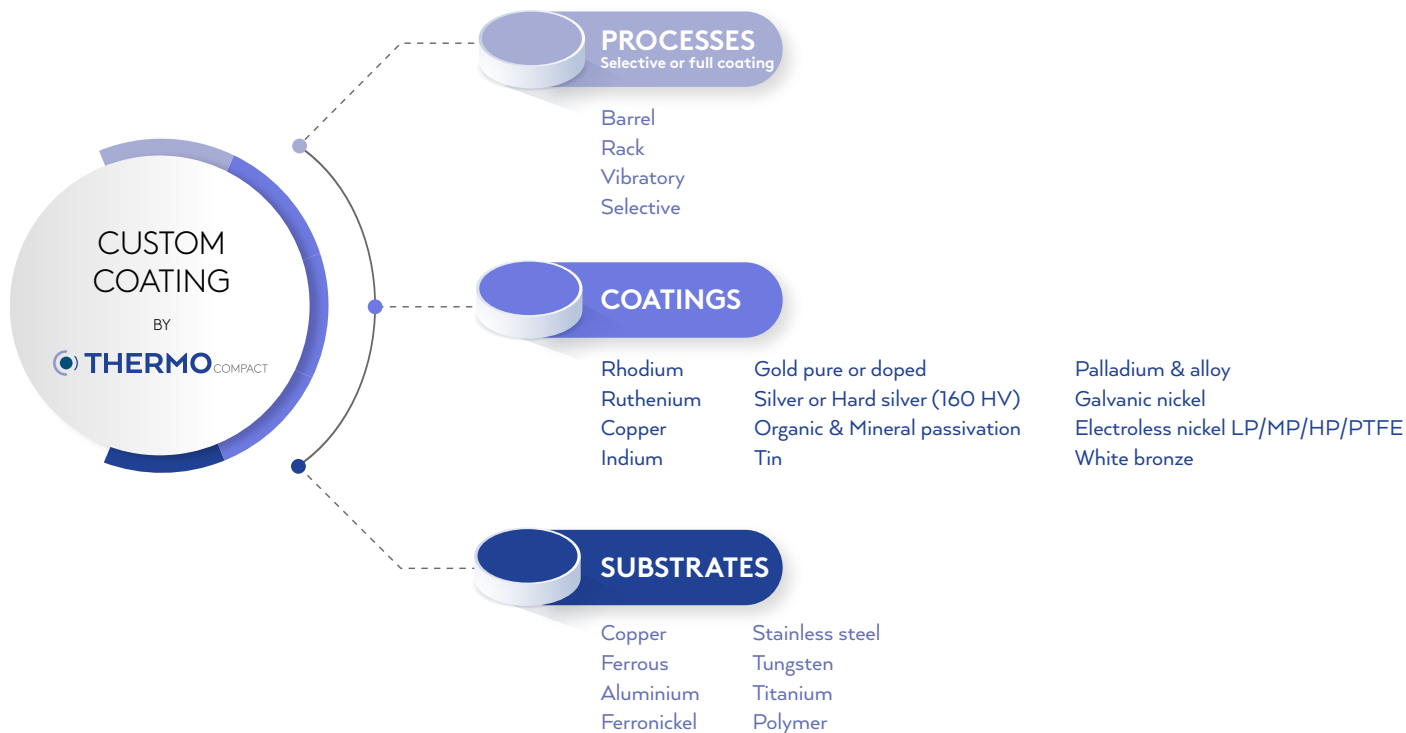 CUSTOM
COATING
BY
THERMO COMPACT
PROCESSES
Selective or full coating
Barrel
Rack
Vibratory
Selective
COATINGS
Rhodium
Ruthenium
Copper
Indium
Gold pure or doped
Silver or Hard silver (160 HV)
Organic & Mineral passivation
Tin
Palladium & alloy
Galvanic nickel
Electroless nickel LP/MP/HP/PTFE
White bronze
SUBSTRATES
Copper
Ferrous
Aluminium
Ferronickel
Stainless steel
Tungsten
Titanium
Polymer